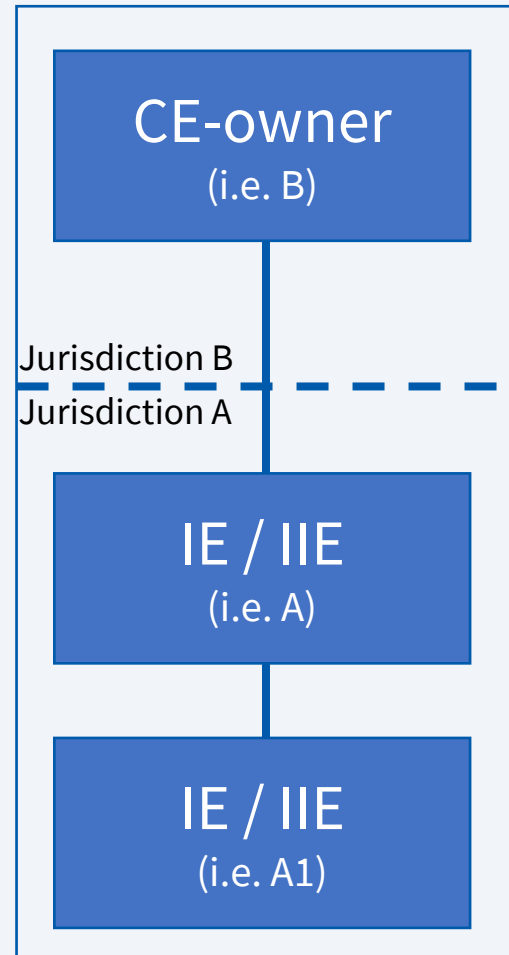 CE-owner
(i.e. B)
Jurisdiction B
Jurisdiction A
IE / IIE
(i.e. A)
IE / IIE
(i.e. A1)